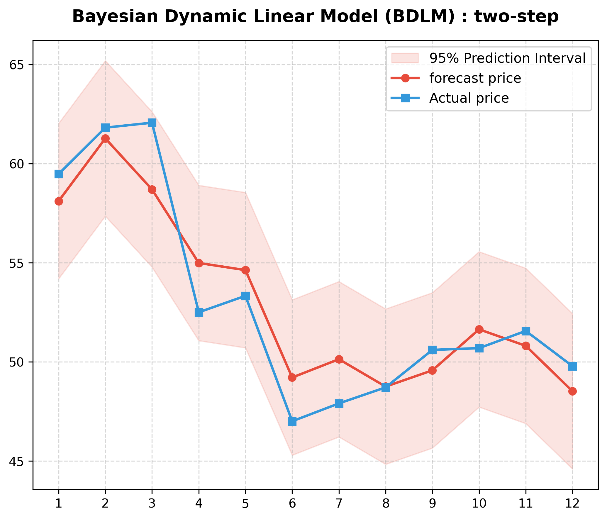 Bayesian Dynamic Linear Model (BDLM) : two-step
95% Prediction Interval
forecast price
Actual price
65
60
55
50
45
1 2 3 4 5 6 7 8 9 10 11 12